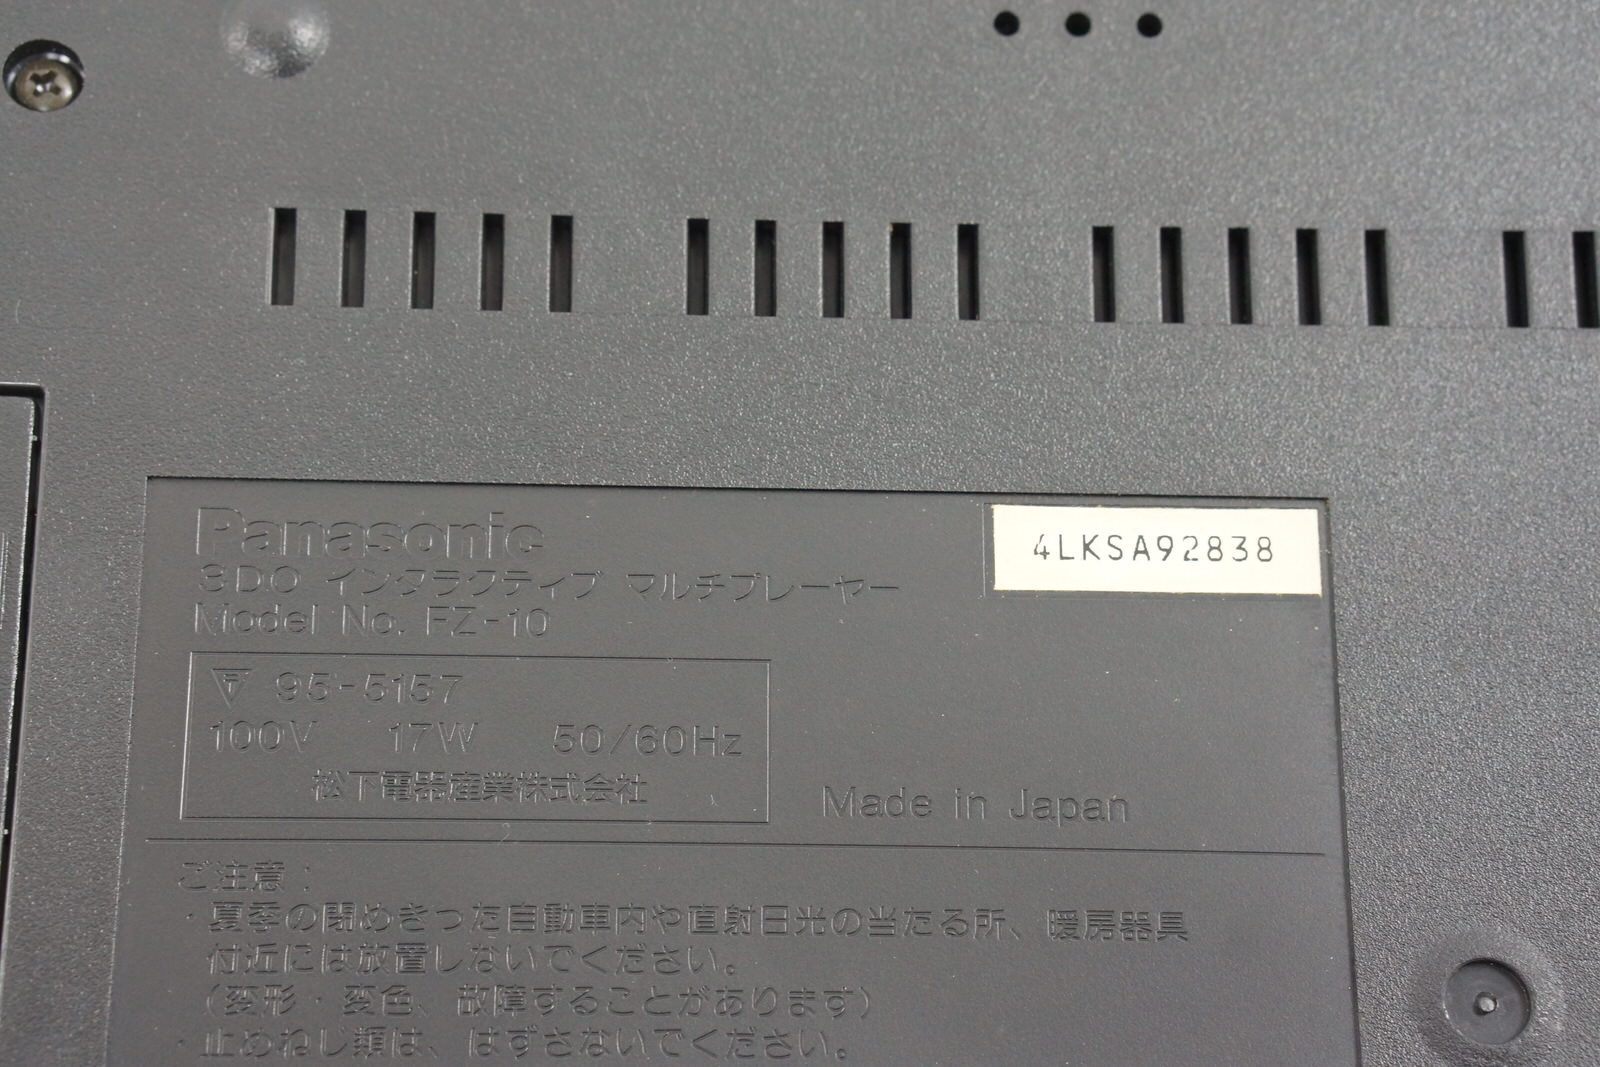 Panasonic
4LKSA92838
3DO インタラクティブ マルチプレーヤー
Model No. FZ-10
95-5157
100V 17W 50/60Hz
松下電器産業株式会社
Made in Japan
ご注意:
・夏季の閉めきった自動車内や直射日光の当たる所、暖房器具
付近には放置しないでください。
(変形・変色、故障することがあります)
・止めねじ類は、はずさないでください。